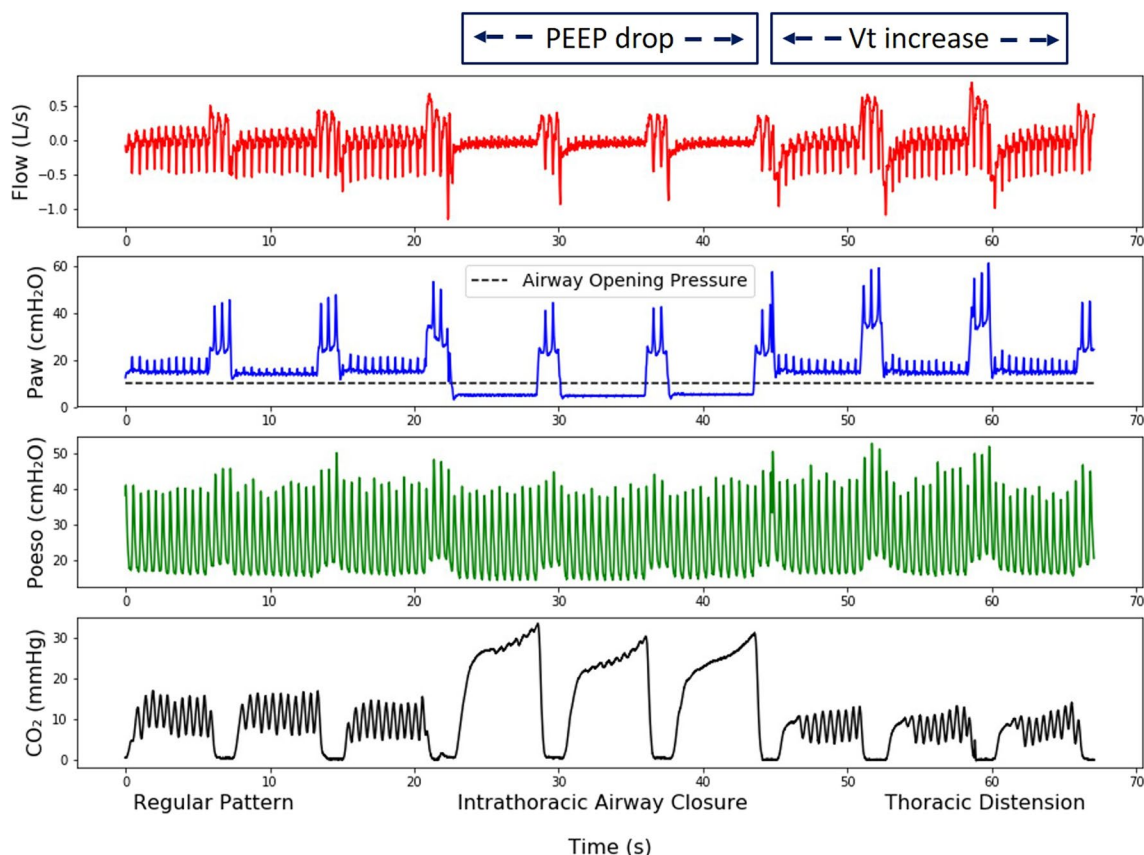 PEEP drop
Vt increase
Flow (L/s)
0.5
0.0
−0.5
−1.0
0 10 20 30 40 50 60 70
Paw (cmH₂O)
60
40
20
0
Airway Opening Pressure
0 10 20 30 40 50 60 70
Poeso (cmH₂O)
50
40
30
20
0 10 20 30 40 50 60 70
CO₂ (mmHg)
30
20
10
0
0 10 20 30 40 50 60 70
Regular Pattern
Intrathoracic Airway Closure
Thoracic Distension
Time (s)